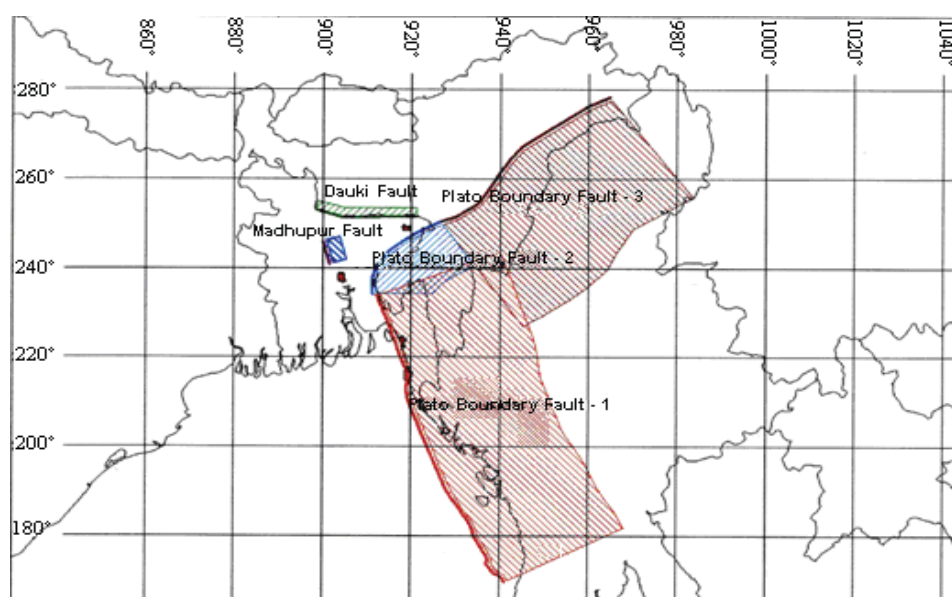 860° 880° 900° 920° 940° 960° 980° 1000° 1020° 1040°
280°
260°
Dauki Fault
Plato Boundary Fault - 3
Madhupur Fault
240°
Plato Boundary Fault - 2
220°
Plato Boundary Fault - 1
200°
180°